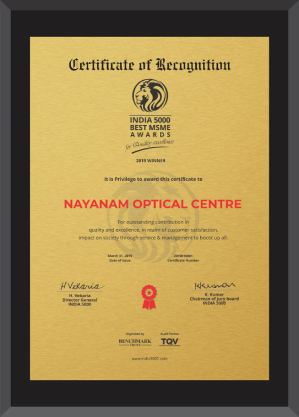 Certificate of Recognition
INDIA 5000
BEST MSME
AWARDS
for Quality excellence
2019 WINNER
It is Privilege to award this certificate to
NAYANAM OPTICAL CENTRE
For outstanding contribution in
quality and excellence, in realm of customer satisfaction,
impact on society through service & management to boost up all.
March 31, 2019
Date of Issue
Certificate Number
H Vekaria
H. Vekaria
Director General
INDIA 5000
K. Kumar
Chairman of Jury Board
INDIA 5000
Organized by
BENCHMARK
TRUST
Audit Partner
TQV
www.india5000.com